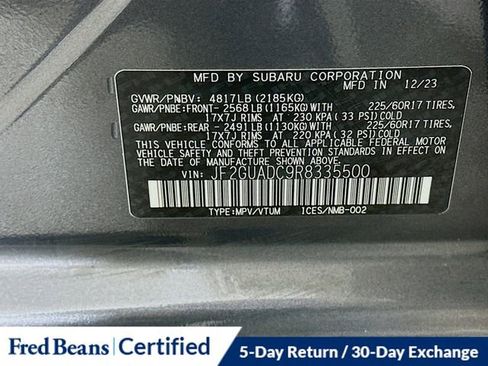 MFD BY SUBARU CORPORATION
MFD IN 12/23
GVWR/PNBV: 4817LB (2185KG)
GAWR/PNBE:FRONT- 2568LB (1165KG)WITH 225/60R17 TIRES,
17X7J RIMS AT 230 KPA (33 PSI)COLD
GAWR/PNBE:REAR - 2491LB (1130KG)WITH 225/60R17 TIRES,
17X7J RIMS AT 220 KPA (32 PSI)COLD
THIS VEHICLE CONFORMS TO ALL APPLICABLE FEDERAL MOTOR
VEHICLE SAFETY AND THEFT PREVENTION STANDARDS IN EFFECT
ON THE DATE OF MANUFACTURE SHOWN ABOVE.
VIN: JF2GUADC9R8335500
TYPE:MPV/VTUM ICES/NMB-002
Fred Beans Certified
5-Day Return / 30-Day Exchange